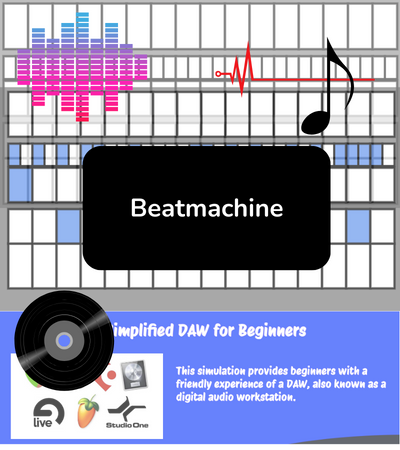 Beatmachine
Simplified DAW for Beginners
This simulation provides beginners with a
friendly experience of a DAW, also known as a
digital audio workstation.
live
Studio One